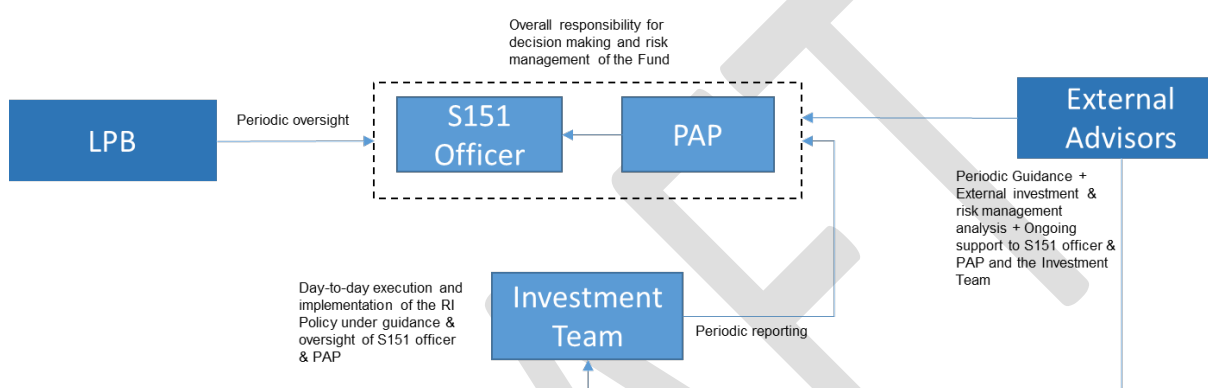 Overall responsibility for
decision making and risk
management of the Fund
LPB
Periodic oversight
S151
Officer
PAP
External
Advisors
Periodic Guidance +
External investment &
risk management
analysis + Ongoing
support to S151 officer &
PAP and the Investment
Team
Day-to-day execution and
implementation of the RI
Policy under guidance &
oversight of S151 officer
& PAP
Investment
Team
Periodic reporting